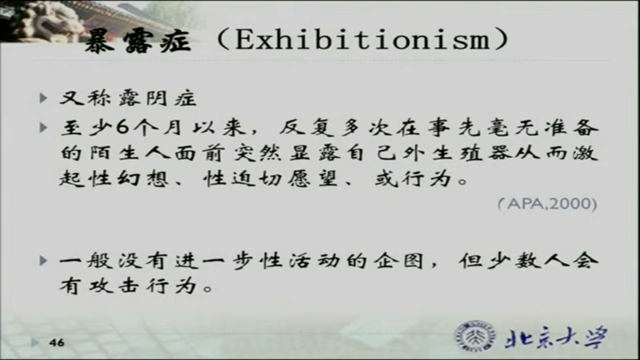 暴露症（Exhibitionism）
又称露阴症
至少6个月以来，反复多次在事先毫无准备
的陌生人面前突然显露自己外生殖器从而激
起性幻想、性迫切愿望、或行为。
(APA,2000)
一般没有进一步性活动的企图，但少数人会
有攻击行为。
46
北京大学